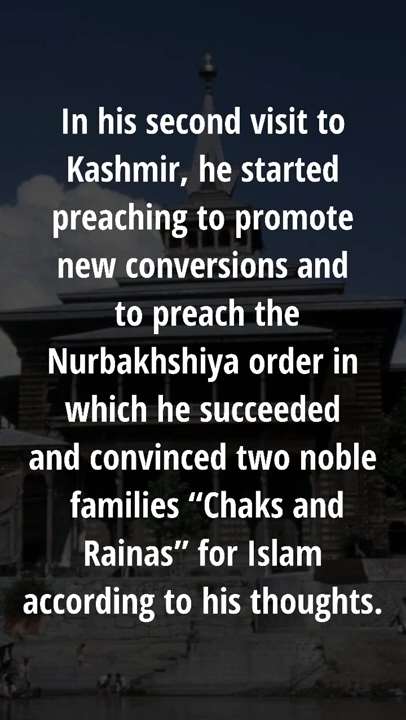 In his second visit to
Kashmir, he started
preaching to promote
new conversions and
to preach the
Nurbakhshiya order in
which he succeeded
and convinced two noble
families “Chaks and
Rainas” for Islam
according to his thoughts.